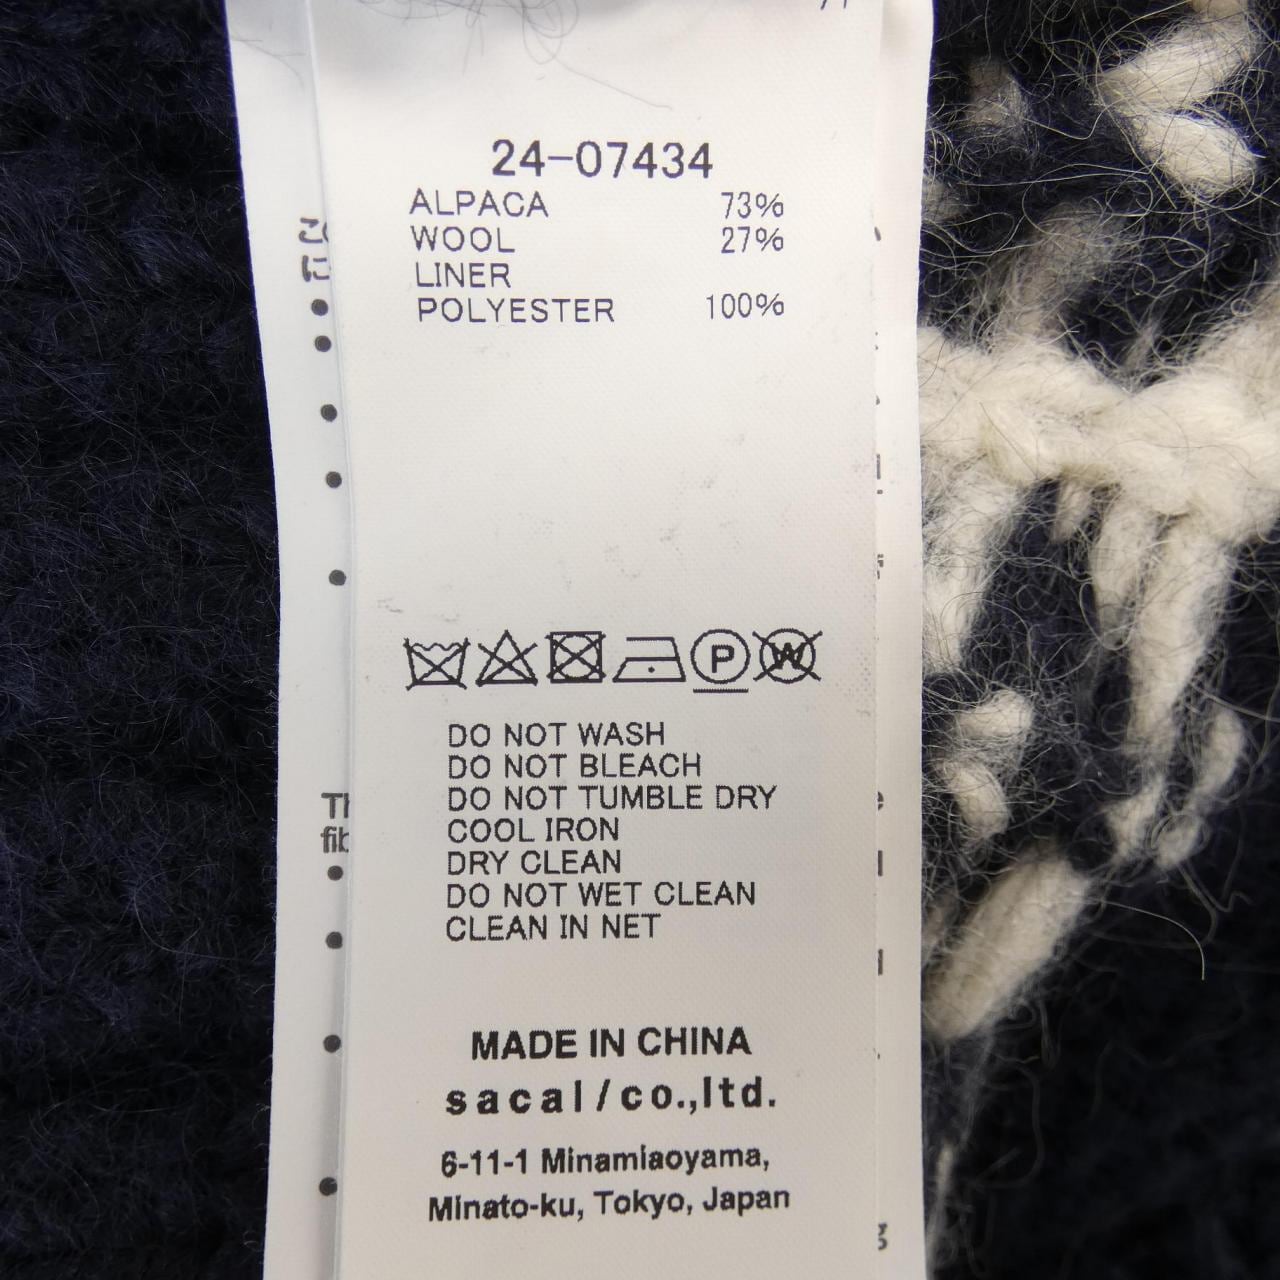 24-07434
ALPACA 73%
WOOL 27%
LINER
POLYESTER 100%
P W
DO NOT WASH
DO NOT BLEACH
DO NOT TUMBLE DRY
COOL IRON
DRY CLEAN
DO NOT WET CLEAN
CLEAN IN NET
MADE IN CHINA
sacai/co.,ltd.
6-11-1 Minamiaoyama,
Minato-ku, Tokyo, Japan